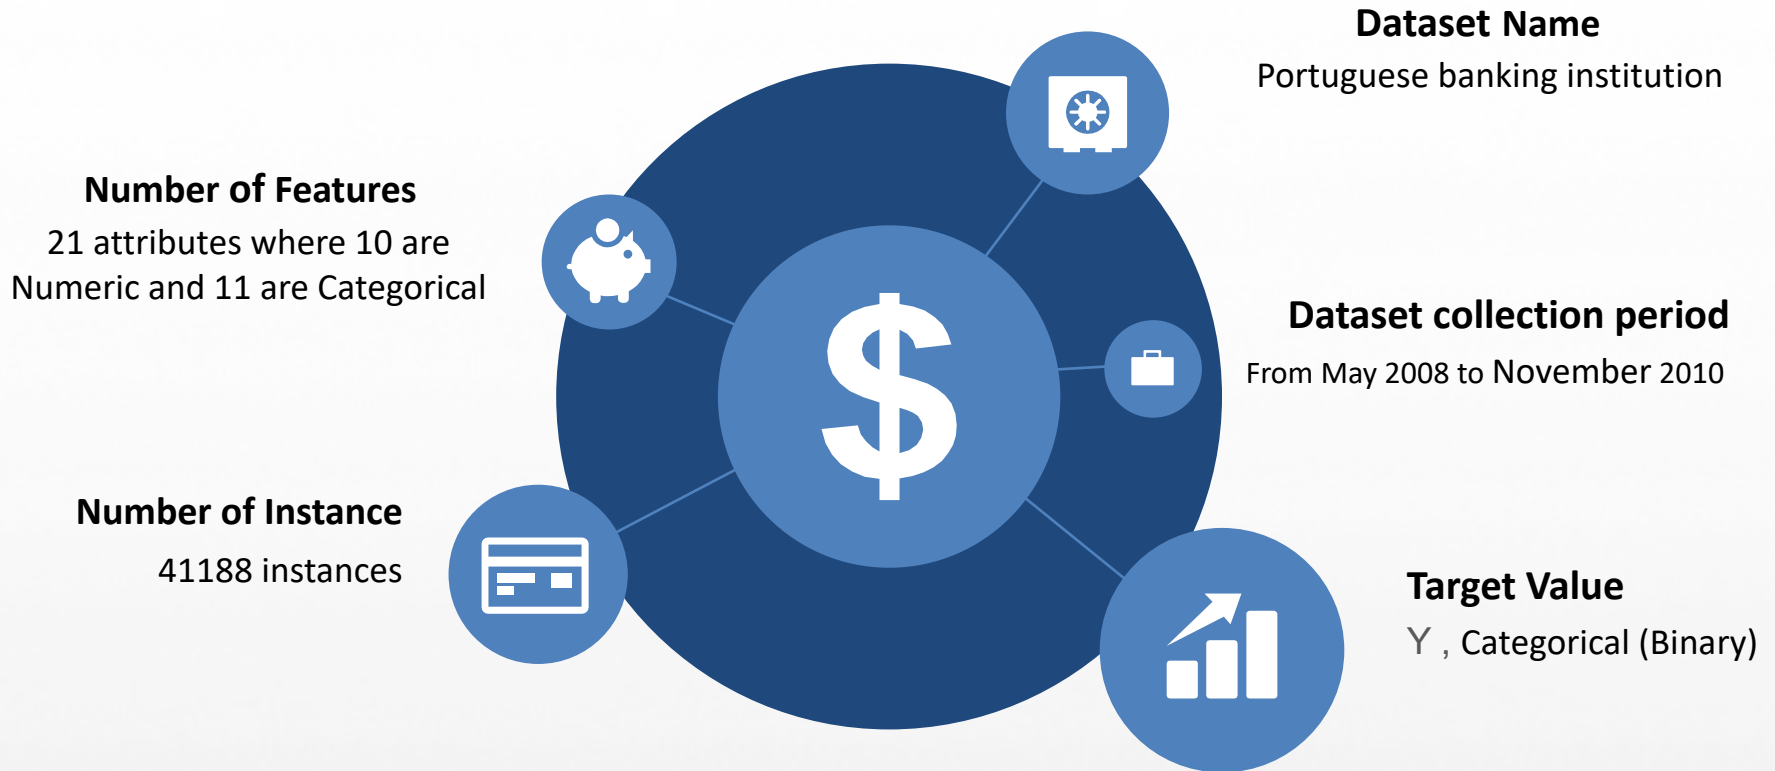 Dataset Name
Portuguese banking institution
Number of Features
21 attributes where 10 are
Numeric and 11 are Categorical
$
Dataset collection period
From May 2008 to November 2010
Number of Instance
41188 instances
Target Value
Y , Categorical (Binary)